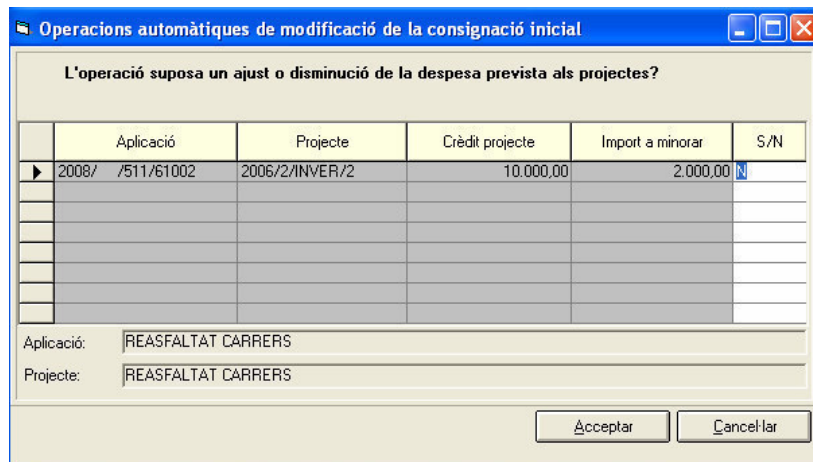 Operacions automàtiques de modificació de la consignació inicial
L'operació suposa un ajust o disminució de la despesa prevista als projectes?
Aplicació Projecte Crèdit projecte Import a minorar S/N
2008/ /511/61002 2006/2/INVER/2 10.000,00 2.000,00 N
Aplicació: REASFALTAT CARRERS
Projecte: REASFALTAT CARRERS
Acceptar Cancel·lar